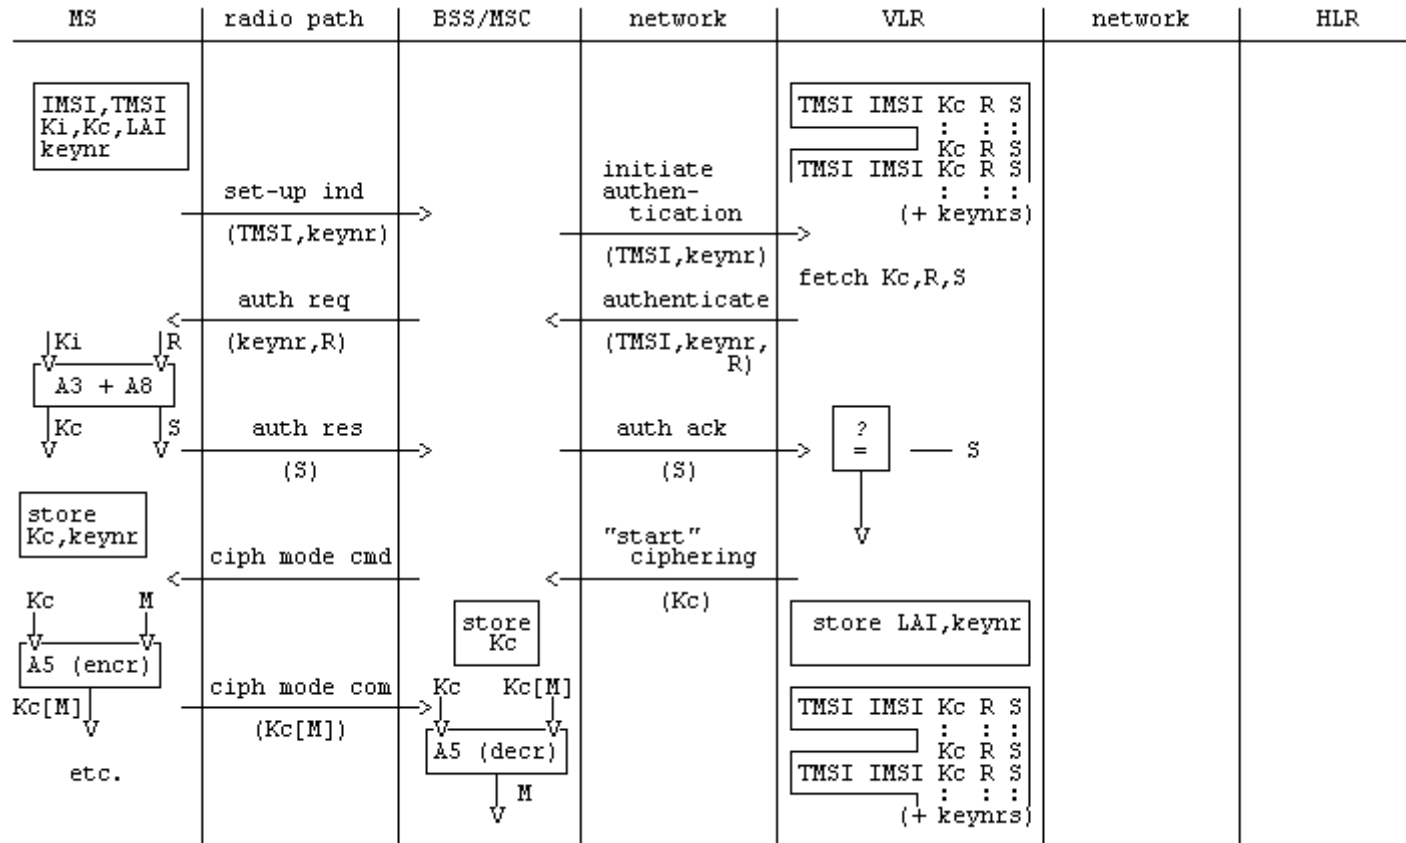 MS radio path BSS/MSC network VLR network HLR
IMSI,TMSI
Ki,Kc,LAI
keynr
TMSI IMSI Kc R S
: : :
Kc R S
TMSI IMSI Kc R S
: : :
(+ keynrs)
set-up ind
(TMSI,keynr)
initiate
authen-
tication
(TMSI,keynr)
fetch Kc,R,S
auth req
(keynr,R)
authenticate
(TMSI,keynr,
R)
Ki R
A3 + A8
Kc S
auth res
(S)
auth ack
(S)
?
=
S
store
Kc,keynr
ciph mode cmd
"start"
ciphering
(Kc)
Kc M
A5 (encr)
Kc[M]
store
Kc
store LAI,keynr
ciph mode com
(Kc[M])
Kc Kc[M]
A5 (decr)
M
TMSI IMSI Kc R S
: : :
Kc R S
TMSI IMSI Kc R S
: : :
(+ keynrs)
etc.